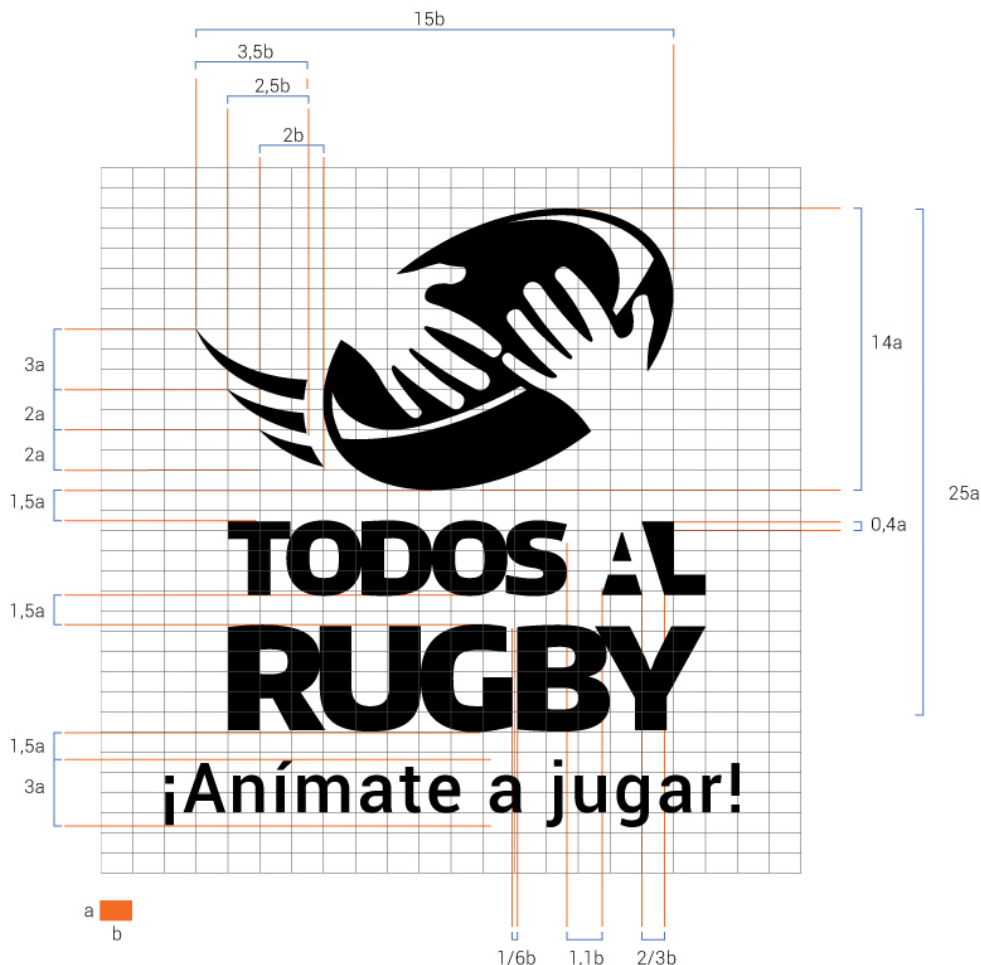 15b
3,5b
2,5b
2b
14a
25a
3a
2a
2a
1,5a
0,4a
TODOS AL
1,5a
RUGBY
1,5a
3a
¡Anímate a jugar!
a
b
1/6b 1,1b 2/3b